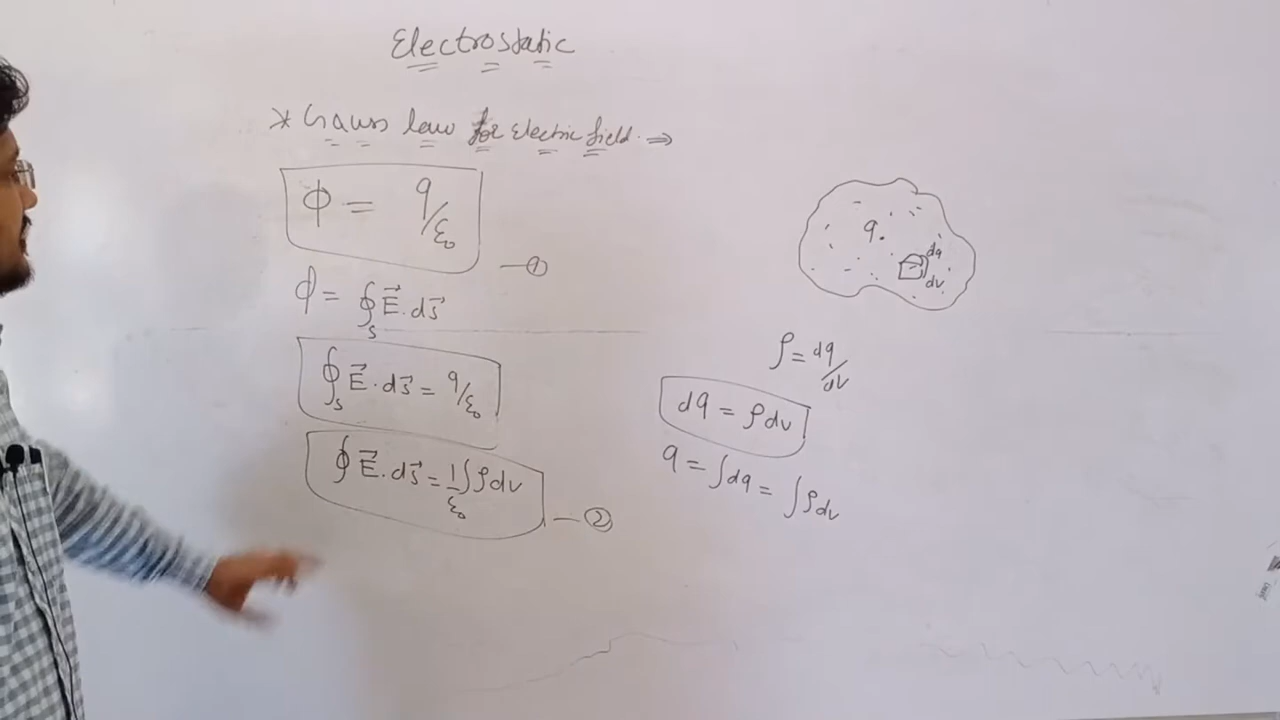 Electrostatic
* Gauss law for Electric field. ⇒
ϕ = q/ε₀
—①
ϕ = ∮ₛ E⃗. ds⃗
∮ₛ E⃗. ds⃗ = q/ε₀
∮ E⃗. ds⃗ = 1/ε₀ ∫ρdv
—②
q.
dq
dv
ρ = dq/dv
dq = ρdv
q = ∫dq = ∫ρdv